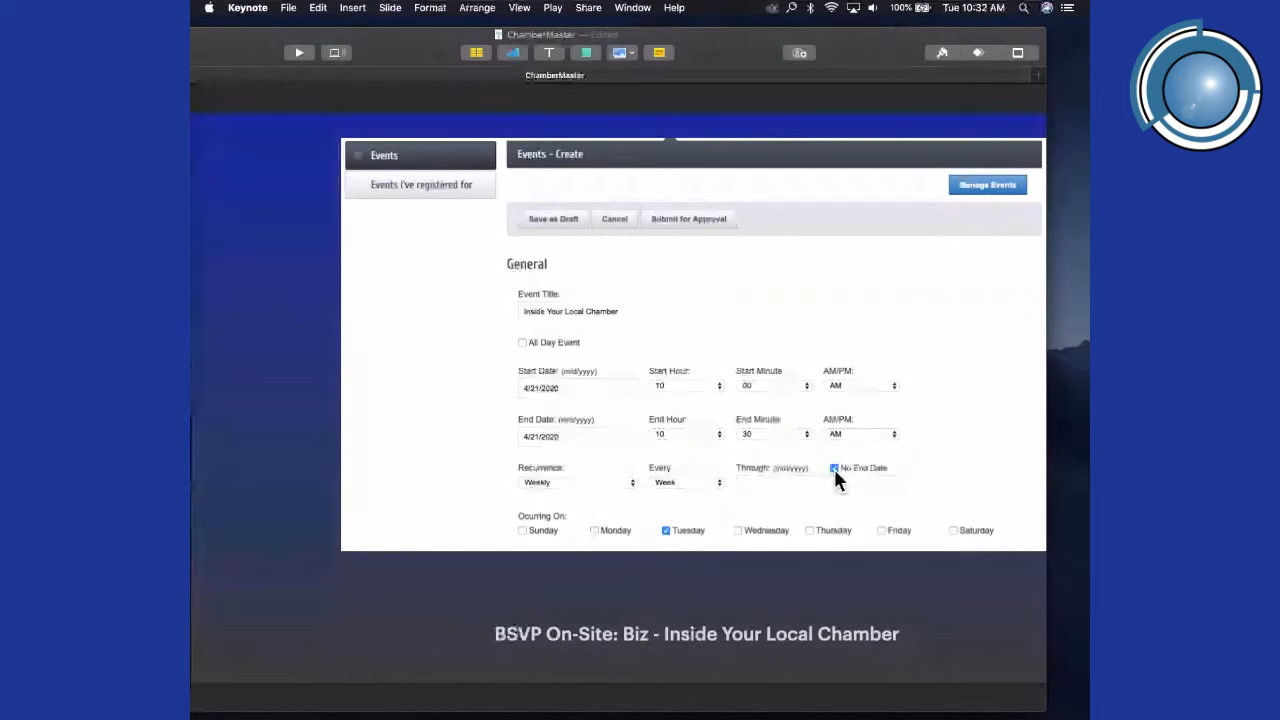 Keynote File Edit Insert Slide Format Arrange View Play Share Window Help 100% Tue 10:32 AM
ChamberMaster — Edited
ChamberMaster
Events
Events - Create
Events I've registered for
Manage Events
Save as Draft Cancel Submit for Approval
General
Event Title:
Inside Your Local Chamber
All Day Event
Start Date: (m/d/yyyy) Start Hour: Start Minute AM/PM:
4/21/2020 10 00 AM
End Date: (m/d/yyyy) End Hour: End Minute: AM/PM:
4/21/2020 10 30 AM
Recurrence: Every Through: (m/d/yyyy) No End Date
Weekly Week
Ocurring On:
Sunday Monday Tuesday Wednesday Thursday Friday Saturday
BSVP On-Site: Biz - Inside Your Local Chamber